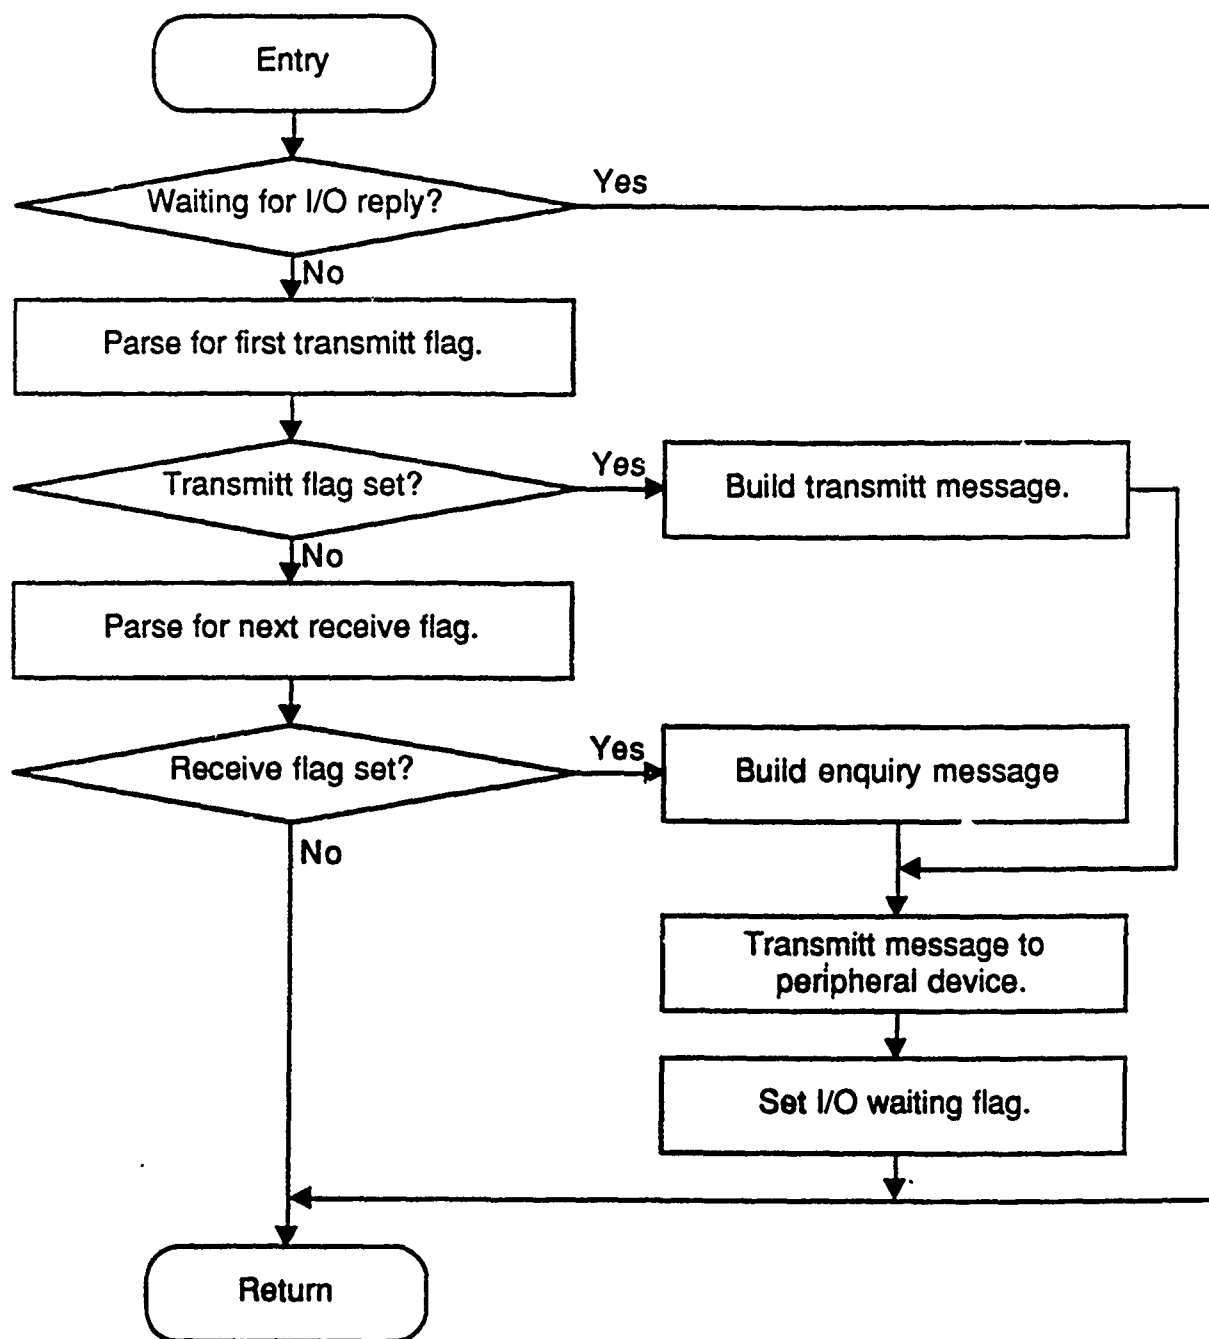 Entry
Waiting for I/O reply?
Yes
No
Parse for first transmitt flag.
Transmitt flag set?
Yes
Build transmitt message.
No
Parse for next receive flag.
Receive flag set?
Yes
Build enquiry message
No
Transmitt message to
peripheral device.
Set I/O waiting flag.
Return